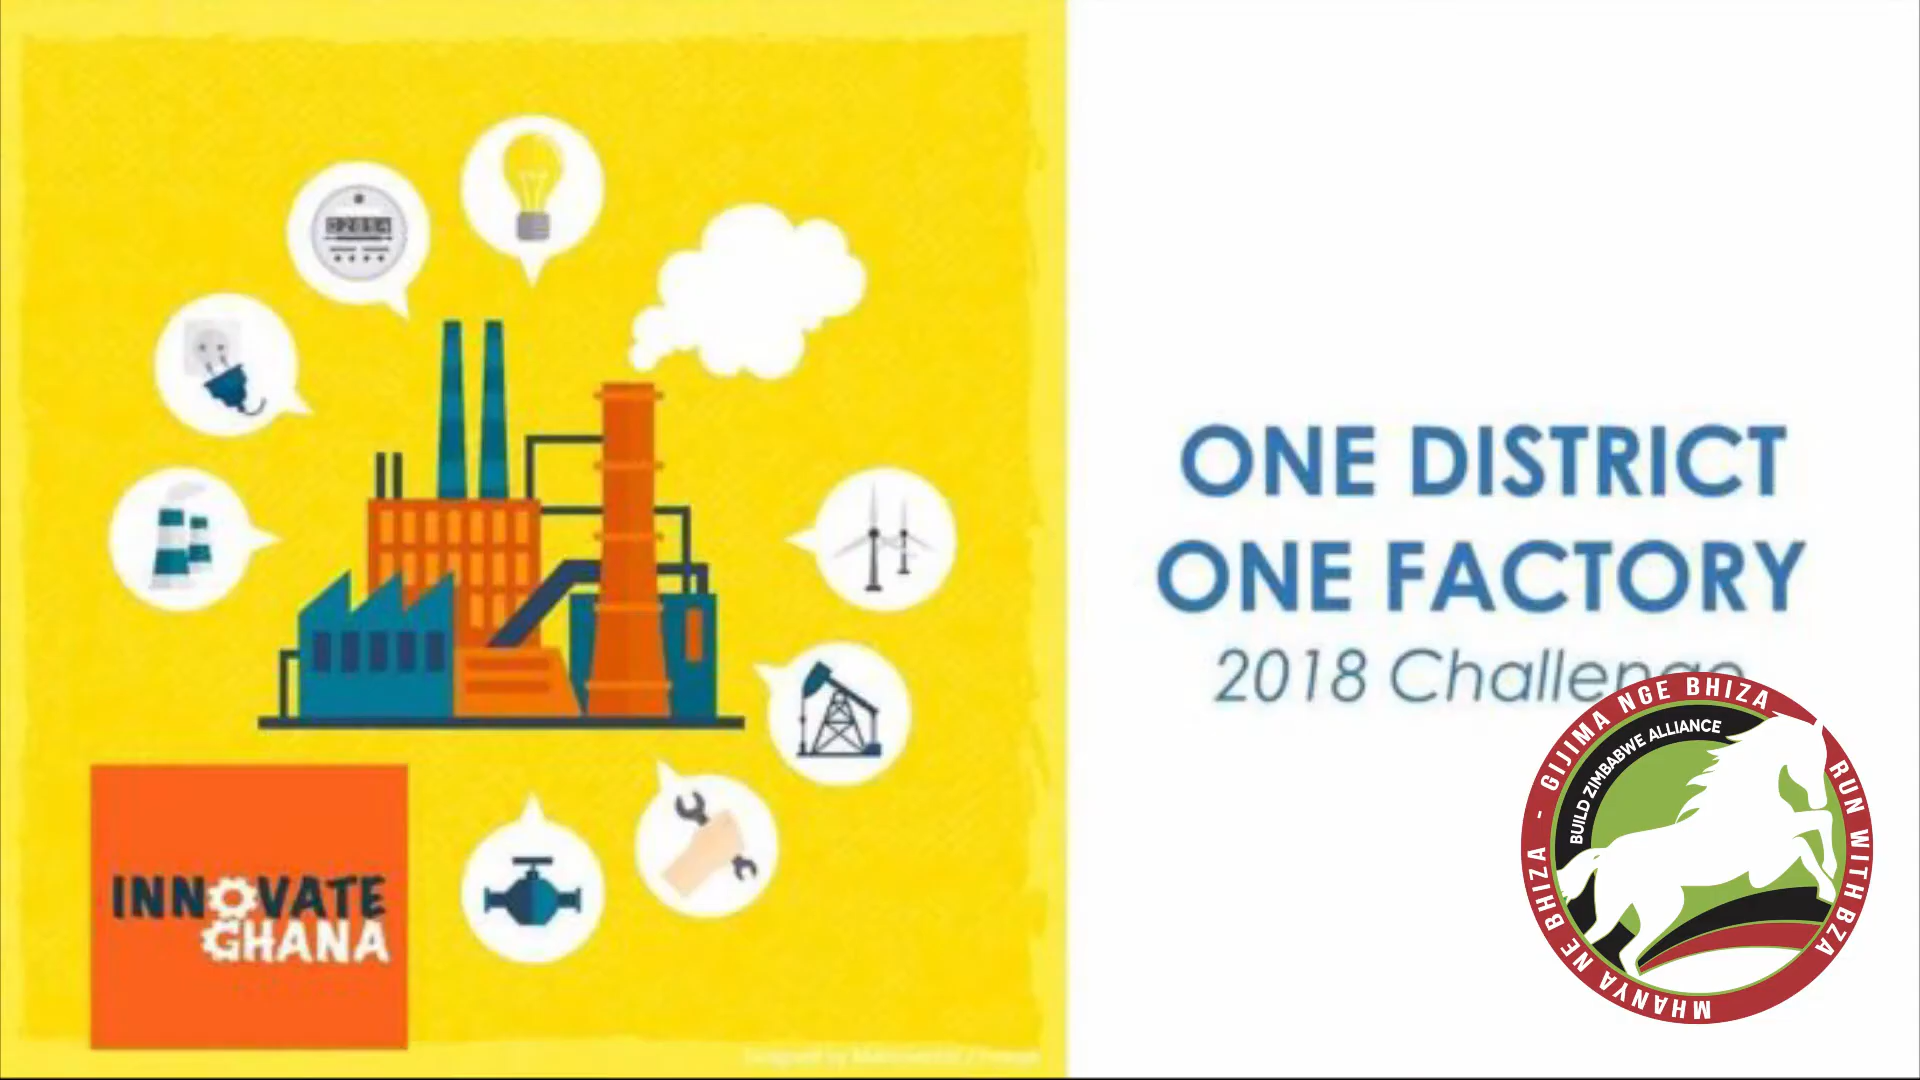 ONE DISTRICT
ONE FACTORY
2018 Challenge
INNOVATE
GHANA
GIJIMA NGE BHIZA - RUN WITH BZA - MHANYA NE BHIZA -
BUILD ZIMBABWE ALLIANCE